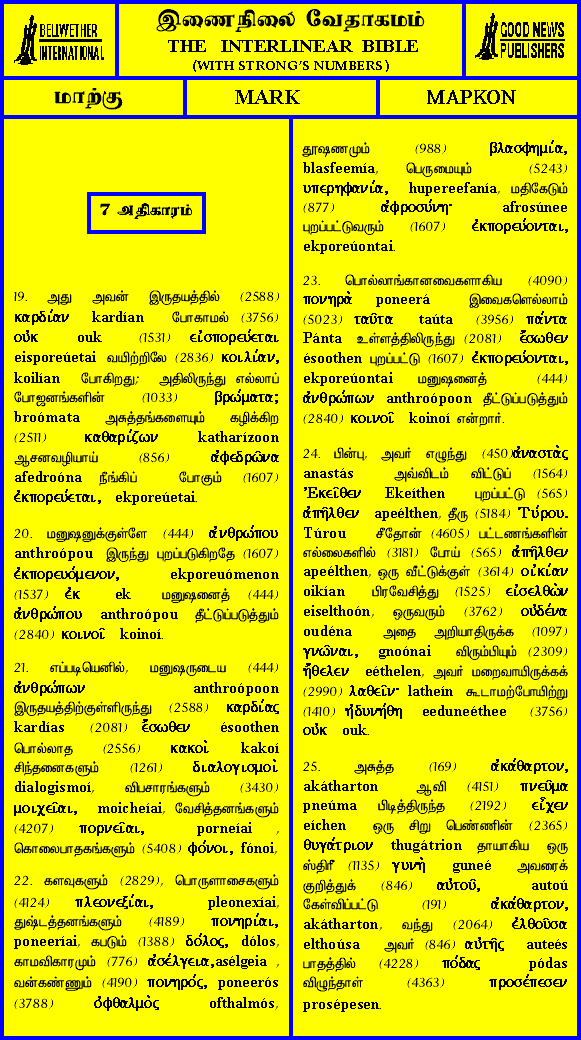 BELLWETHER
INTERNATIONAL
இணைநிலை வேதாகமம்
THE INTERLINEAR BIBLE
(WITH STRONG'S NUMBERS)
GOOD NEWS
PUBLISHERS
மாற்கு
MARK
ΜΑΡΚΟΝ
7 அதிகாரம்
19. அது அவன் இருதயத்தில் (2588)
καρδίαν kardían போகாமல் (3756)
οὐκ ouk (1531) εἰσπορεύεται
eisporeúetai வயிற்றிலே (2836) κοιλίαν,
koilían போகிறது; அதிலிருந்து எல்லாப்
போஜனங்களின் (1033) βρώματα;
broómata அசுத்தங்களையும் கழிக்கிற
(2511) καθαρίζων katharízoon
ஆசனவழியாய் (856) ἀφεδρῶνα
afedroóna நீங்கிப் போகும் (1607)
ἐκπορεύεται, ekporeúetai.
20. மனுஷனுக்குள்ளே (444) ἀνθρώπου
anthroópou இருந்து புறப்படுகிறதே (1607)
ἐκπορευόμενον, ekporeuómenon
(1537) ἐκ ek மனுஷனைத் (444)
ἀνθρώπου anthroópou தீட்டுப்படுத்தும்
(2840) κοινοῖ koinoí.
21. எப்படியெனில், மனுஷருடைய (444)
ἀνθρώπων anthroópoon
இருதயத்திற்குள்ளிருந்து (2588) καρδίας
kardías (2081) ἔσωθεν ésoothen
பொல்லாத (2556) κακοὶ kakoí
சிந்தனைகளும் (1261) διαλογισμοὶ
dialogismoí, விபசாரங்களும் (3430)
μοιχεῖαι, moicheíai, வேசித்தனங்களும்
(4207) πορνεῖαι, porneíai ,
கொலைபாதகங்களும் (5408) φόνοι, fónoi,
22. களவுகளும் (2829), பொருளாசைகளும்
(4124) πλεονεξίαι, pleonexíai,
துஷ்டத்தனங்களும் (4189) πονηρίαι,
poneeríai, கபடும் (1388) δόλος, dólos,
காமவிகாரமும் (776) ἀσέλγεια,asélgeia ,
வன்கண்ணும் (4190) πονηρός, poneerós
(3788) ὀφθαλμὸς ofthalmós,
தூஷணமும் (988) βλασφημία,
blasfeemía, பெருமையும் (5243)
υπερηφανία, hupereefanía, மதிகேடும்
(877) ἀφροσύνη· afrosúnee
புறப்பட்டுவரும் (1607) ἐκπορεύονται,
ekporeúontai.
23. பொல்லாங்கானவைகளாகிய (4090)
πονηρὰ poneerá இவைகளெல்லாம்
(5023) ταῦτα taúta (3956) πάντα
Pánta உள்ளத்திலிருந்து (2081) ἔσωθεν
ésoothen புறப்பட்டு (1607) ἐκπορεύονται,
ekporeúontai மனுஷனைத் (444)
ἀνθρώπων anthroópoon தீட்டுப்படுத்தும்
(2840) κοινοῖ koinoí என்றார்.
24. பின்பு, அவர் எழுந்து (450)ἀναστὰς
anastás அவ்விடம் விட்டுப் (1564)
Ἐκεῖθεν Ekeíthen புறப்பட்டு (565)
ἀπῆλθεν apeélthen, தீரு (5184) Τύρου.
Túrou சீதோன் (4605) பட்டணங்களின்
எல்லைகளில் (3181) போய் (565) ἀπῆλθεν
apeélthen, ஒரு வீட்டுக்குள் (3614) οἰκίαν
oikían பிரவேசித்து (1525) εἰσελθὼν
eiselthoón, ஒருவரும் (3762) οὐδένα
oudéna அதை அறியாதிருக்க (1097)
γνῶναι, gnoónai விரும்பியும் (2309)
ἤθελεν eéthelen, அவர் மறைவாயிருக்கக்
(2990) λαθεῖν· latheín கூடாமற்போயிற்று
(1410) ἠδυνήθη eeduneéthee (3756)
οὐκ ouk.
25. அசுத்த (169) ἀκάθαρτον,
akátharton ஆவி (4151) πνεῦμα
pneúma பிடித்திருந்த (2192) εἶχεν
eíchen ஒரு சிறு பெண்ணின் (2365)
θυγάτριον thugátrion தாயாகிய ஒரு
ஸ்திரீ (1135) γυνὴ guneé அவரைக்
குறித்துக் (846) αὐτοῦ, autoú
கேள்விப்பட்டு (191) ἀκάθαρτον,
akátharton, வந்து (2064) ἐλθοῦσα
elthoúsa அவர் (846) αὐτῆς auteés
பாதத்தில் (4228) πόδας pódas
விழுந்தாள் (4363) προσέπεσεν
prosépesen.